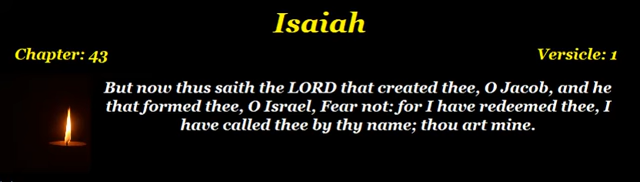 Isaiah
Chapter: 43
Versicle: 1
But now thus saith the LORD that created thee, O Jacob, and he
that formed thee, O Israel, Fear not: for I have redeemed thee, I
have called thee by thy name; thou art mine.